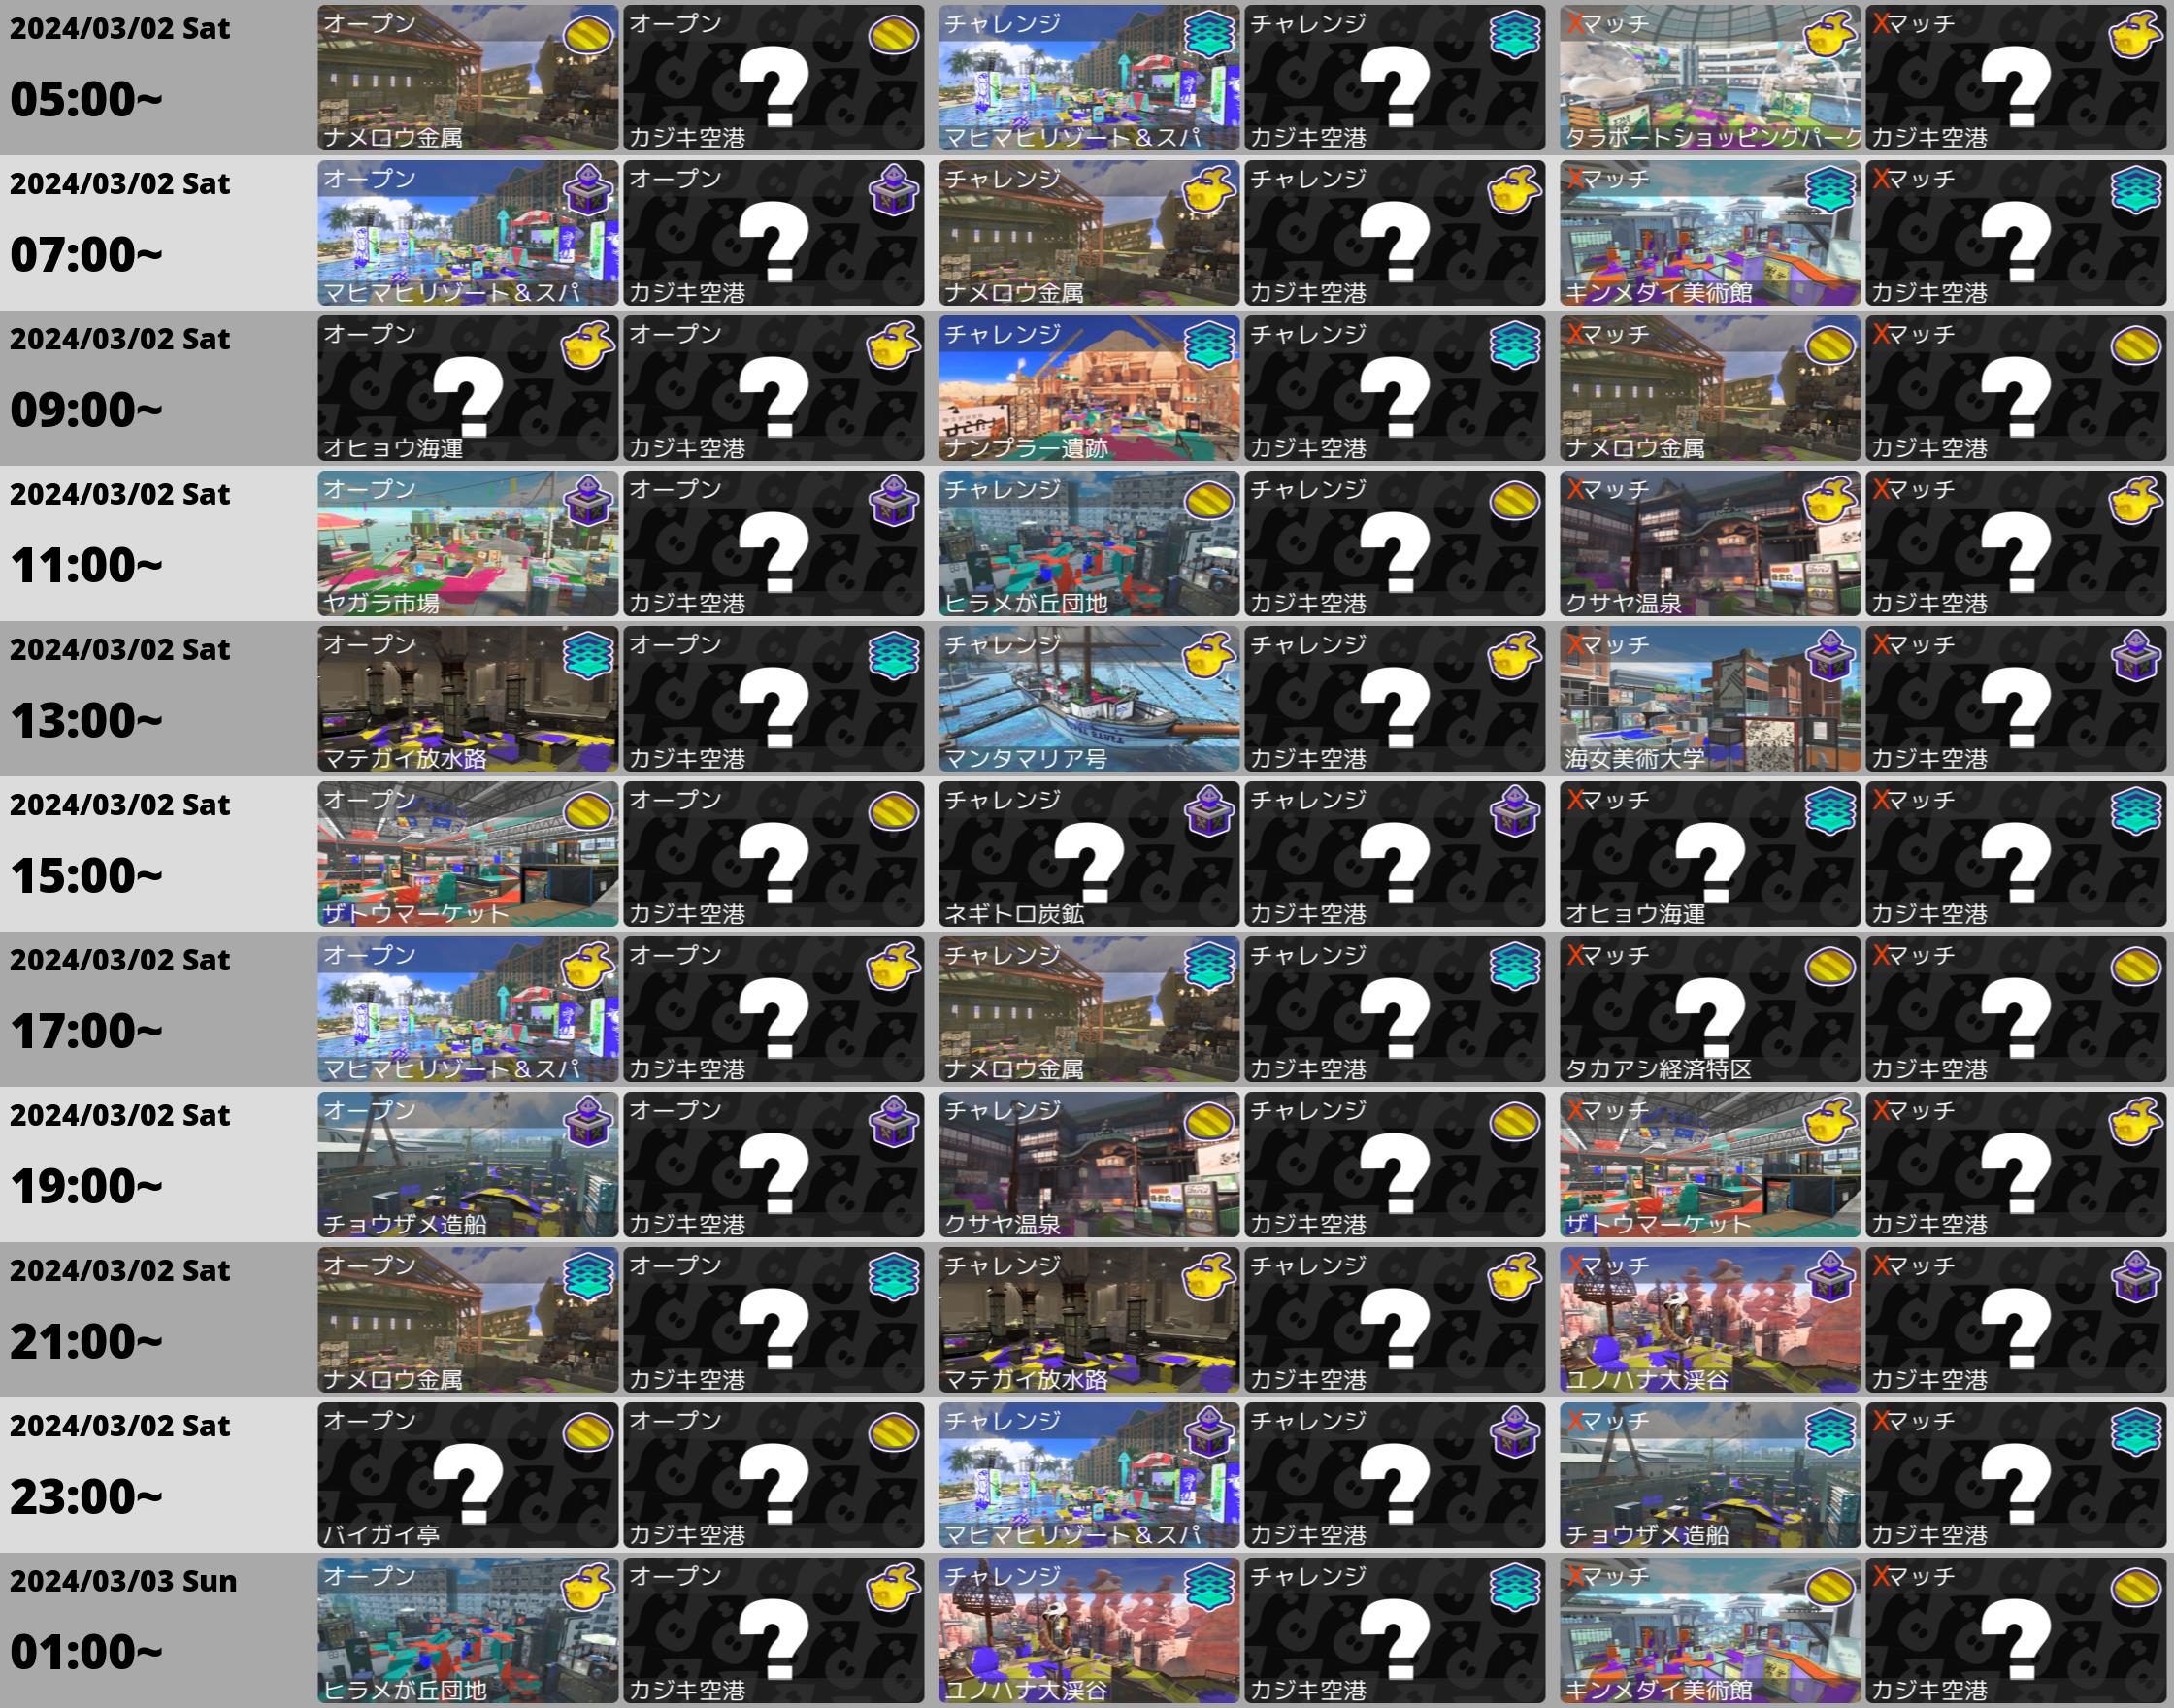 2024/03/02 Sat
05:00~
オープン
ナメロウ金属
オープン
カジキ空港
チャレンジ
マヒマヒリゾート＆スパ
チャレンジ
カジキ空港
Xマッチ
タラポートショッピングパーク
Xマッチ
カジキ空港
2024/03/02 Sat
07:00~
オープン
マヒマヒリゾート＆スパ
オープン
カジキ空港
チャレンジ
ナメロウ金属
チャレンジ
カジキ空港
Xマッチ
キンメダイ美術館
Xマッチ
カジキ空港
2024/03/02 Sat
09:00~
オープン
オヒョウ海運
オープン
カジキ空港
チャレンジ
ナンプラー遺跡
チャレンジ
カジキ空港
Xマッチ
ナメロウ金属
Xマッチ
カジキ空港
2024/03/02 Sat
11:00~
オープン
ヤガラ市場
オープン
カジキ空港
チャレンジ
ヒラメが丘団地
チャレンジ
カジキ空港
Xマッチ
クサヤ温泉
Xマッチ
カジキ空港
2024/03/02 Sat
13:00~
オープン
マテガイ放水路
オープン
カジキ空港
チャレンジ
マンタマリア号
チャレンジ
カジキ空港
Xマッチ
海女美術大学
Xマッチ
カジキ空港
2024/03/02 Sat
15:00~
オープン
ザトウマーケット
オープン
カジキ空港
チャレンジ
ネギトロ炭鉱
チャレンジ
カジキ空港
Xマッチ
オヒョウ海運
Xマッチ
カジキ空港
2024/03/02 Sat
17:00~
オープン
マヒマヒリゾート＆スパ
オープン
カジキ空港
チャレンジ
ナメロウ金属
チャレンジ
カジキ空港
Xマッチ
タカアシ経済特区
Xマッチ
カジキ空港
2024/03/02 Sat
19:00~
オープン
チョウザメ造船
オープン
カジキ空港
チャレンジ
クサヤ温泉
チャレンジ
カジキ空港
Xマッチ
ザトウマーケット
Xマッチ
カジキ空港
2024/03/02 Sat
21:00~
オープン
ナメロウ金属
オープン
カジキ空港
チャレンジ
マテガイ放水路
チャレンジ
カジキ空港
Xマッチ
ユノハナ大渓谷
Xマッチ
カジキ空港
2024/03/02 Sat
23:00~
オープン
バイガイ亭
オープン
カジキ空港
チャレンジ
マヒマヒリゾート＆スパ
チャレンジ
カジキ空港
Xマッチ
チョウザメ造船
Xマッチ
カジキ空港
2024/03/03 Sun
01:00~
オープン
ヒラメが丘団地
オープン
カジキ空港
チャレンジ
ユノハナ大渓谷
チャレンジ
カジキ空港
Xマッチ
キンメダイ美術館
Xマッチ
カジキ空港